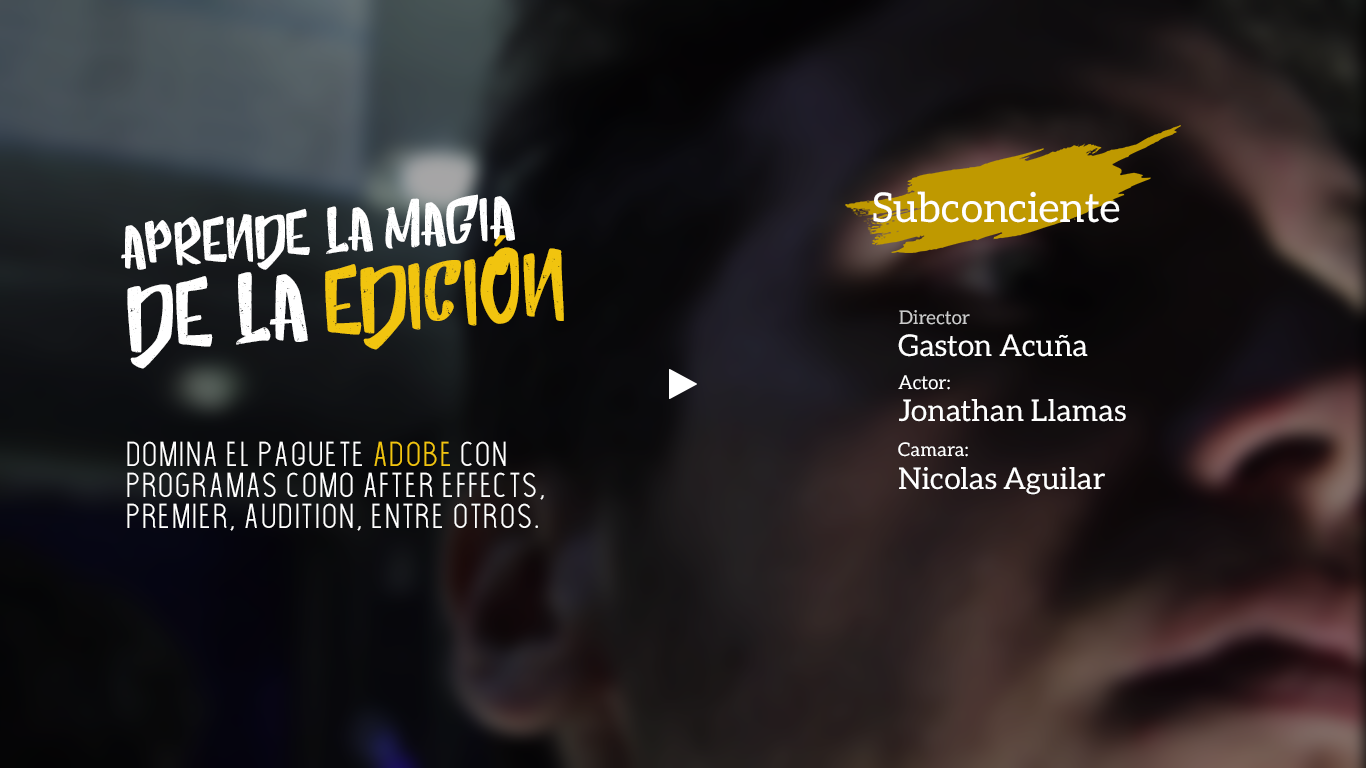 APRENDE LA MAGIA
DE LA EDICIÓN
DOMINA EL PAQUETE ADOBE CON
PROGRAMAS COMO AFTER EFFECTS,
PREMIER, AUDITION, ENTRE OTROS.
Subconciente
Director
Gaston Acuña
Actor:
Jonathan Llamas
Camara:
Nicolas Aguilar